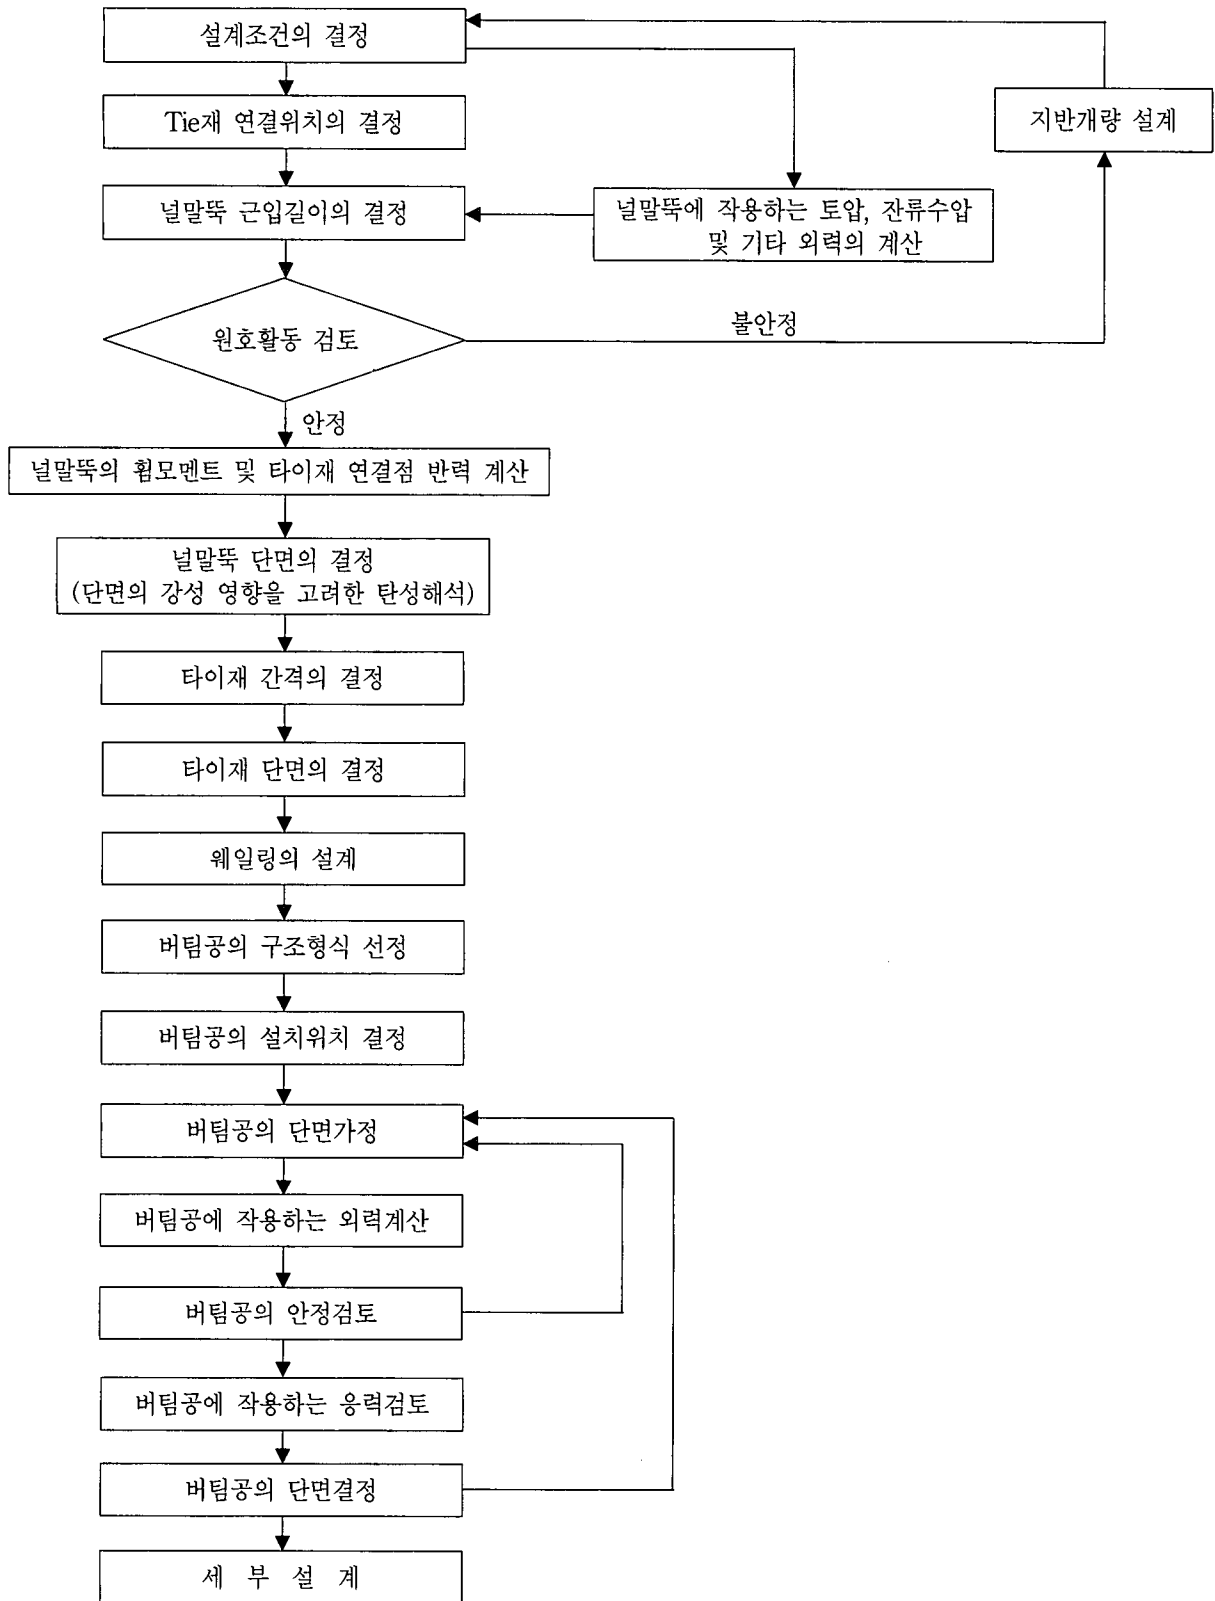 설계조건의 결정
Tie재 연결위치의 결정
지반개량 설계
널말뚝 근입길이의 결정
널말뚝에 작용하는 토압, 잔류수압
및 기타 외력의 계산
원호활동 검토
불안정
안정
널말뚝의 휨모멘트 및 타이재 연결점 반력 계산
널말뚝 단면의 결정
(단면의 강성 영향을 고려한 탄성해석)
타이재 간격의 결정
타이재 단면의 결정
웨일링의 설계
버팀공의 구조형식 선정
버팀공의 설치위치 결정
버팀공의 단면가정
버팀공에 작용하는 외력계산
버팀공의 안정검토
버팀공에 작용하는 응력검토
버팀공의 단면결정
세 부 설 계